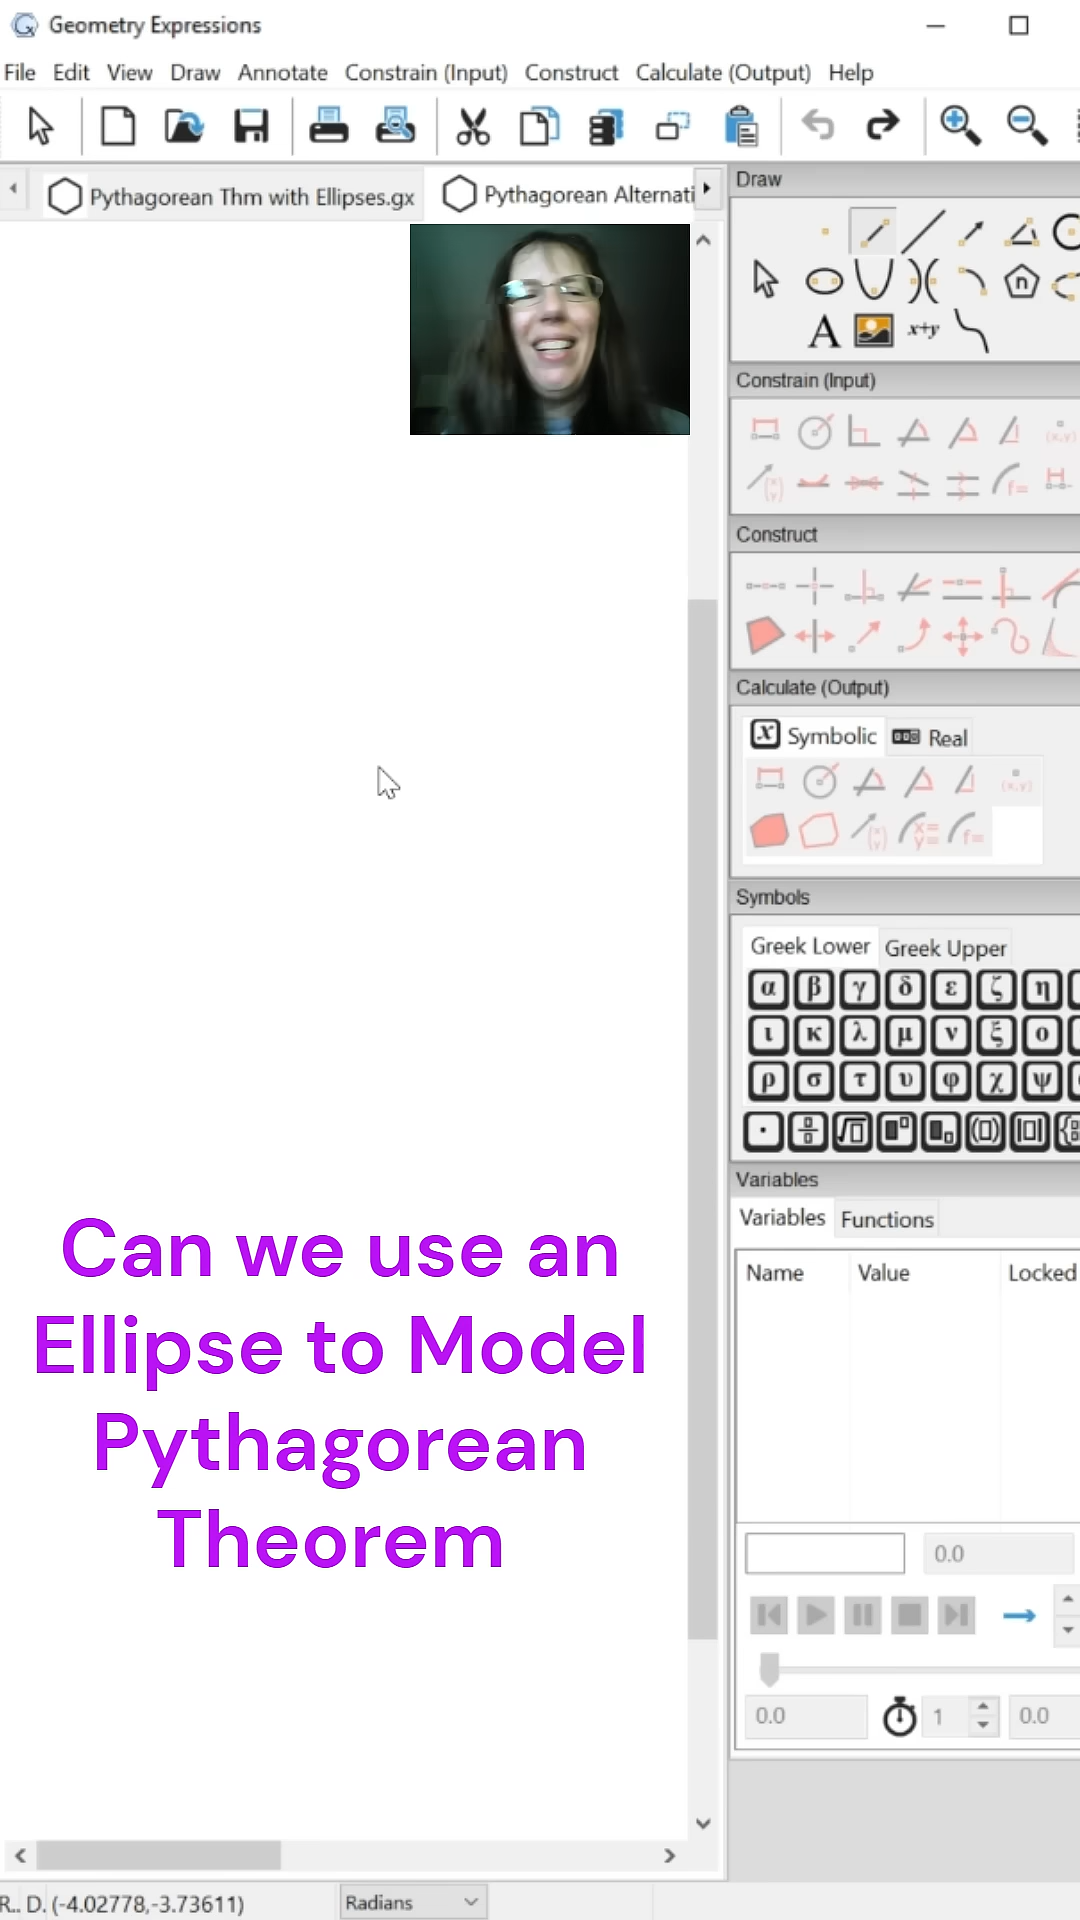 Geometry Expressions
File Edit View Draw Annotate Constrain (Input) Construct Calculate (Output) Help
Pythagorean Thm with Ellipses.gx Pythagorean Alternati
Draw
n
A x+y
Constrain (Input)
(x,y)
(x y) f=
Construct
Calculate (Output)
x Symbolic Real
(x,y)
(x y) x= y= f=
Symbols
Greek Lower Greek Upper
α β γ δ ε ζ η
ι κ λ μ ν ξ ο
ρ σ τ υ φ χ ψ
Variables
Variables Functions
Name Value Locked
Can we use an
Ellipse to Model
Pythagorean
Theorem
0.0
0.0 1 0.0
R.. D. (-4.02778,-3.73611) Radians